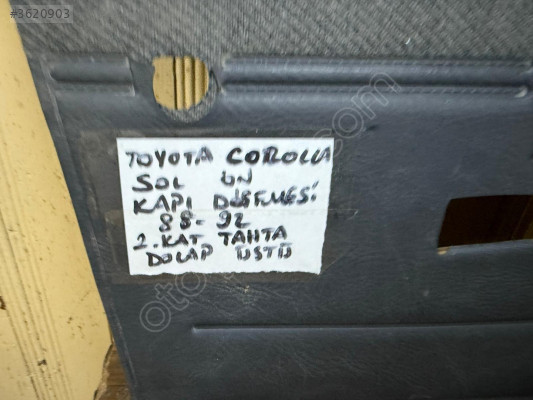 #3620903
TOYOTA COROLLA
SOL ÖN
KAPI DÖŞEMESİ
88-92
2.KAT TAHTA
DOLAP ÜSTÜ